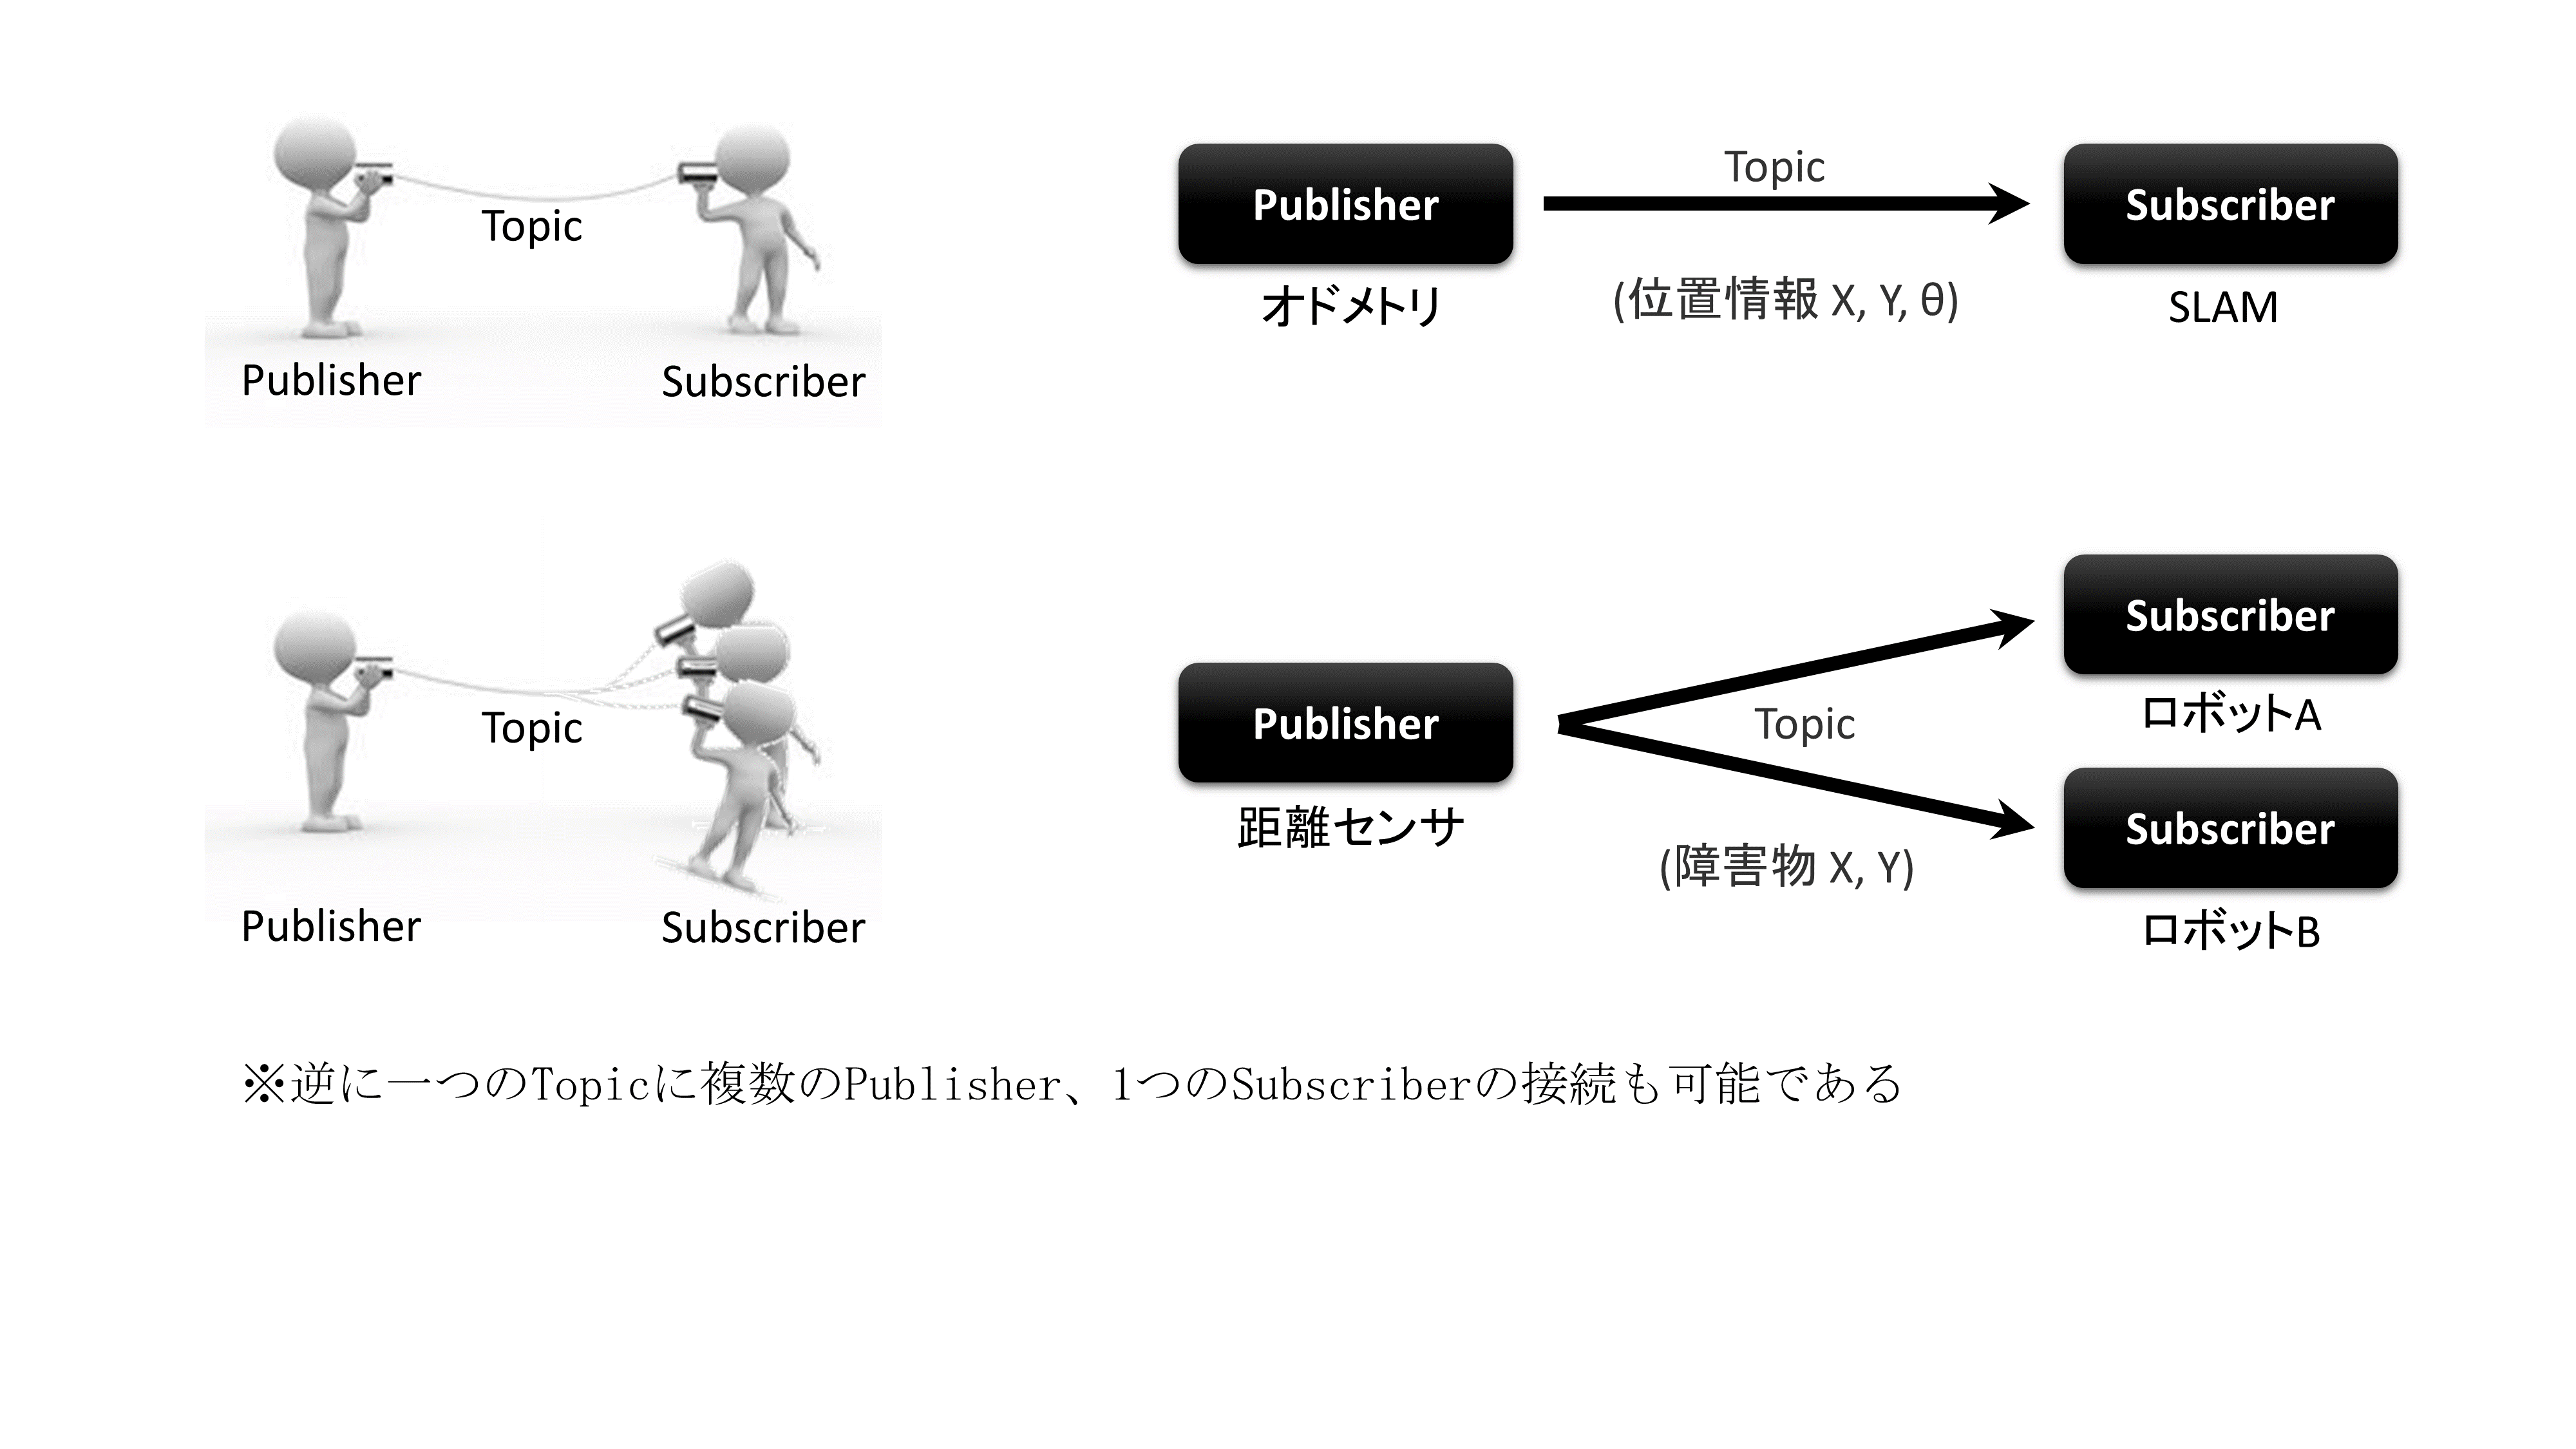 Topic
Publisher
Subscriber
Publisher
Topic
Subscriber
オドメトリ
(位置情報 X, Y, θ)
SLAM
Topic
Publisher
Subscriber
Publisher
距離センサ
Topic
(障害物 X, Y)
Subscriber
ロボットA
Subscriber
ロボットB
※逆に一つのTopicに複数のPublisher、1つのSubscriberの接続も可能である